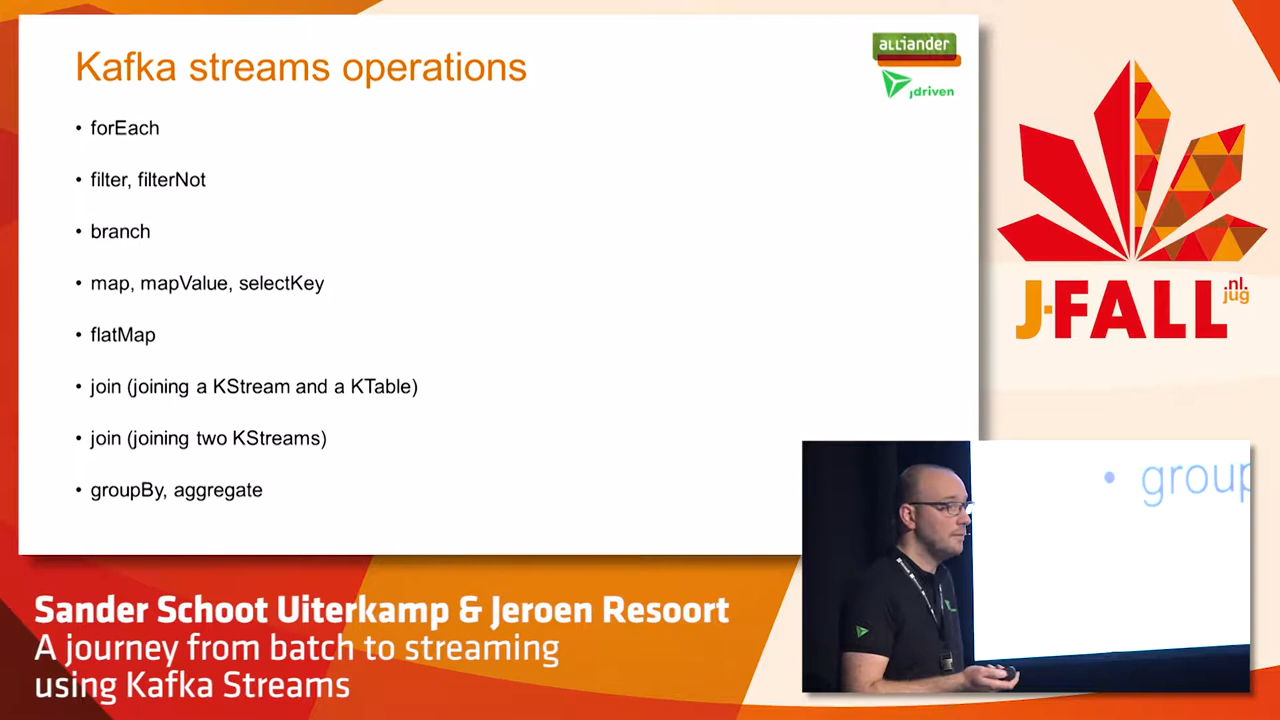 Kafka streams operations
alliander
jdriven
• forEach
• filter, filterNot
• branch
• map, mapValue, selectKey
• flatMap
• join (joining a KStream and a KTable)
• join (joining two KStreams)
• groupBy, aggregate
J-FALL
.nl.
jug
• group
Sander Schoot Uiterkamp & Jeroen Resoort
A journey from batch to streaming
using Kafka Streams